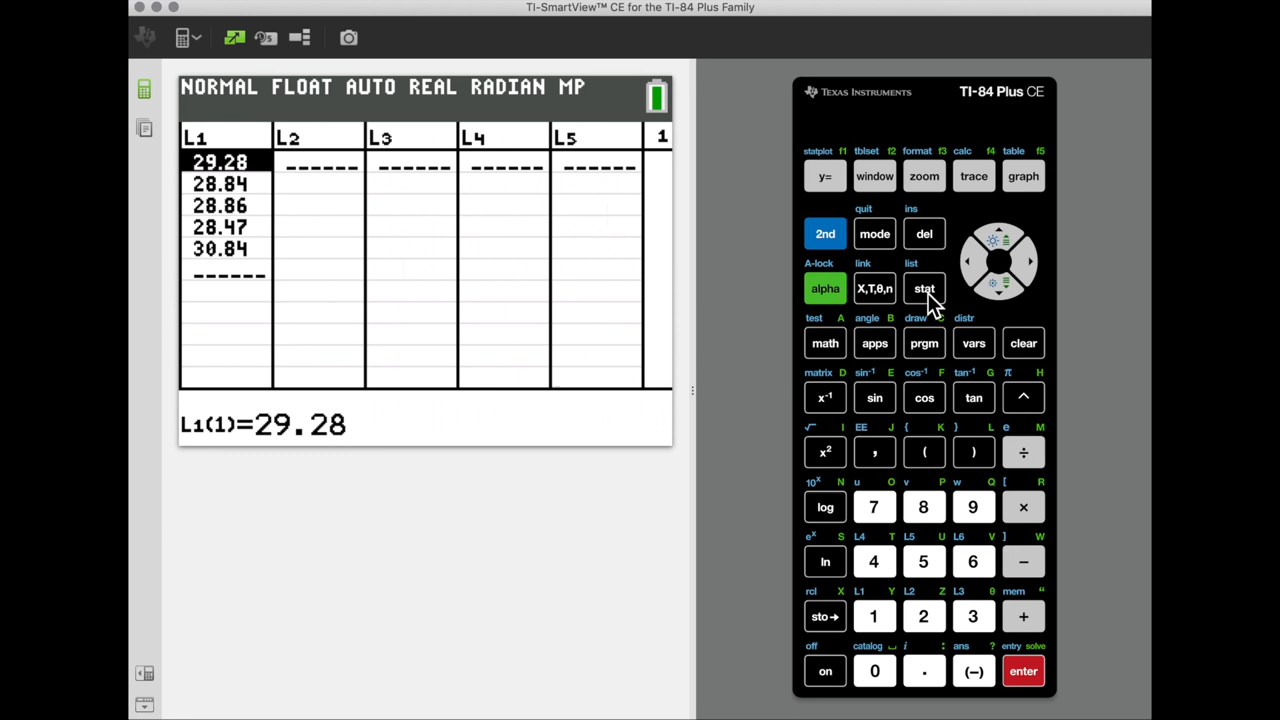 TI-SmartView™ CE for the TI-84 Plus Family
NORMAL FLOAT AUTO REAL RADIAN MP
L1 L2 L3 L4 L5 1
29.28 ------ ------ ------ ------
28.84
28.86
28.47
30.84
------
L1(1)=29.28
TEXAS INSTRUMENTS TI-84 Plus CE
statplot f1 tblset f2 format f3 calc f4 table f5
y= window zoom trace graph
quit ins
2nd mode del
A-lock link list
alpha X,T,θ,n stat
test A angle B draw C distr
math apps prgm vars clear
matrix D sin⁻¹ E cos⁻¹ F tan⁻¹ G π H
x⁻¹ sin cos tan ^
√ I EE J { K } L e M
x² , ( ) ÷
10ˣ N u O v P w Q [ R
log 7 8 9 ×
eˣ S L4 T L5 U L6 V ] W
ln 4 5 6 −
rcl X L1 Y L2 Z L3 θ mem “
sto→ 1 2 3 +
off catalog ␣ i : ans ? entry solve
on 0 . (−) enter